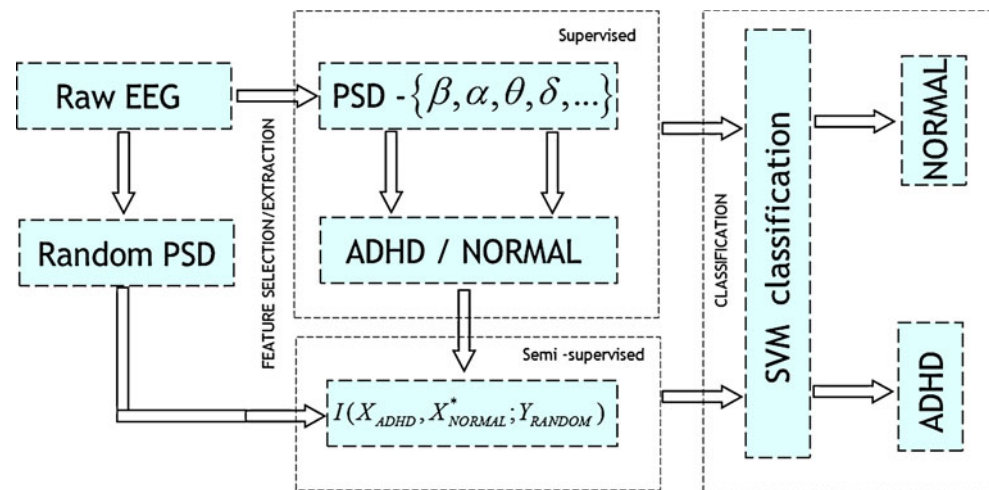 Supervised
Raw EEG
PSD -{β,α,θ,δ,...}
NORMAL
FEATURE SELECTION/EXTRACTION
CLASSIFICATION
SVM classification
Random PSD
ADHD / NORMAL
Semi -supervised
I(X_ADHD, X*_NORMAL; Y_RANDOM)
ADHD